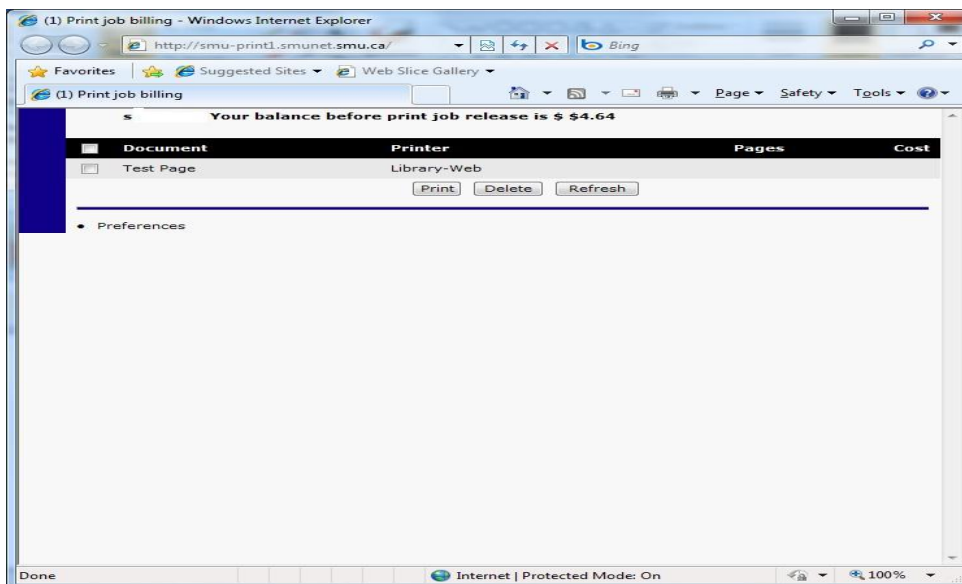 (1) Print job billing - Windows Internet Explorer
http://smu-print1.smunet.smu.ca/
Bing
Favorites Suggested Sites Web Slice Gallery
(1) Print job billing Page Safety Tools
s Your balance before print job release is $ $4.64
Document Printer Pages Cost
Test Page Library-Web
Print Delete Refresh
• Preferences
Done Internet | Protected Mode: On 100%